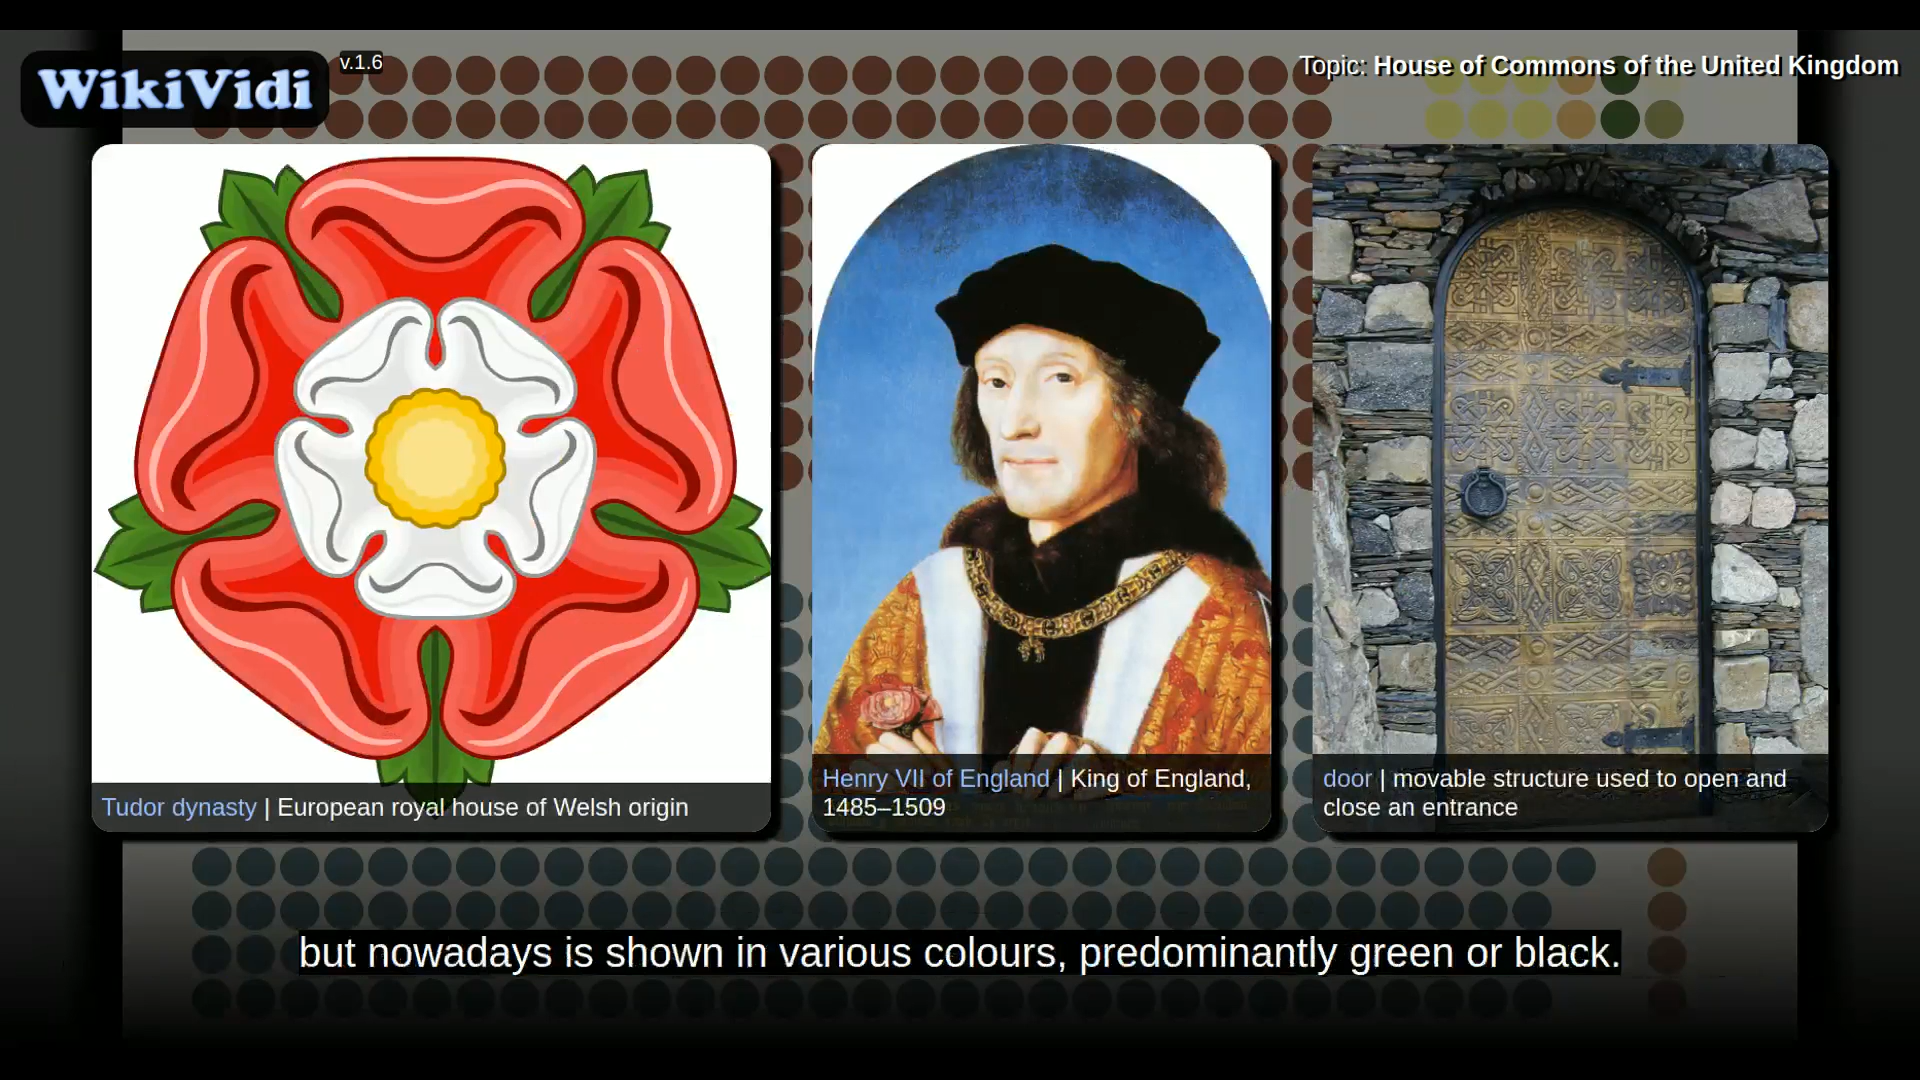 WikiVidi
v.1.6
Topic: House of Commons of the United Kingdom
Tudor dynasty | European royal house of Welsh origin
Henry VII of England | King of England,
1485–1509
door | movable structure used to open and
close an entrance
but nowadays is shown in various colours, predominantly green or black.